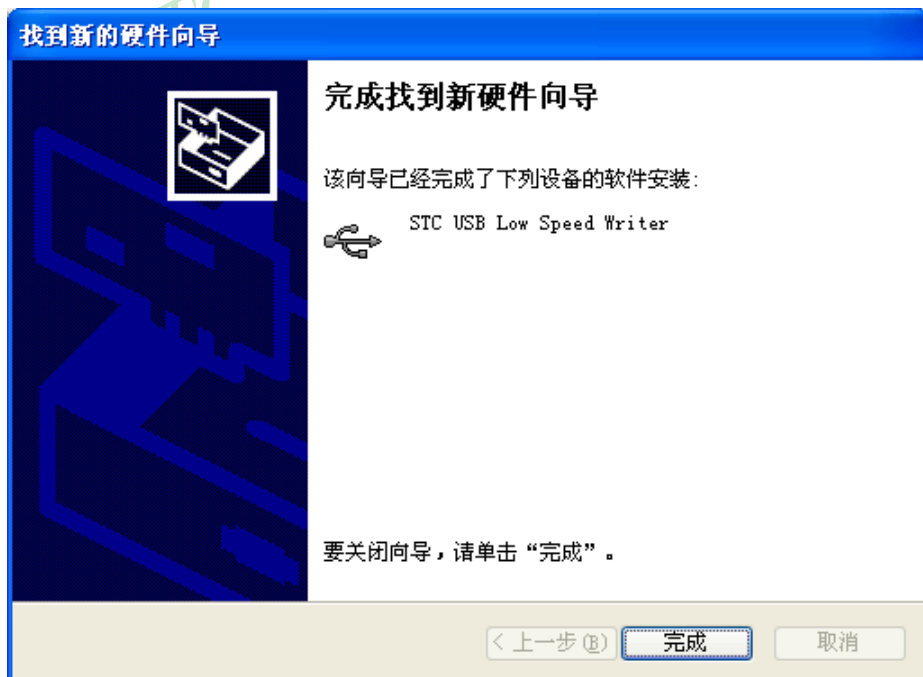 找到新的硬件向导
完成找到新硬件向导
该向导已经完成了下列设备的软件安装:
STC USB Low Speed Writer
要关闭向导，请单击“完成”。
< 上一步(B)
完成
取消